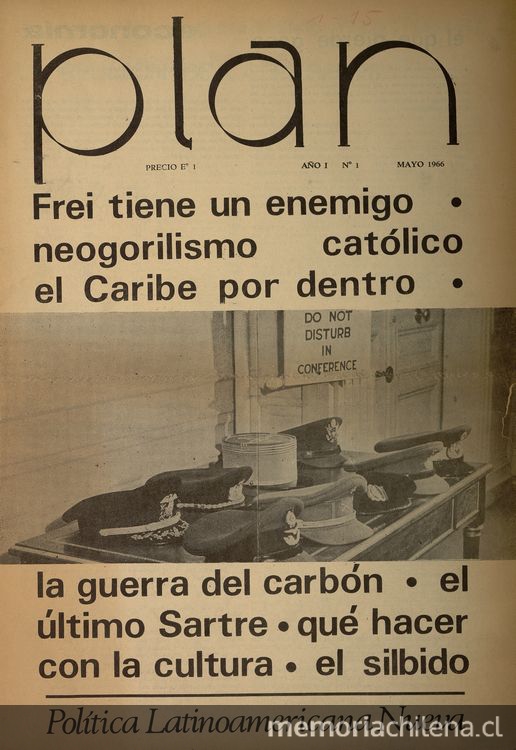 plan
PRECIO Eº 1 AÑO I Nº 1 MAYO 1966
Frei tiene un enemigo •
neogorilismo católico
el Caribe por dentro •
DO NOT
DISTURB
IN
CONFERENCE
la guerra del carbón • el
último Sartre • qué hacer
con la cultura • el silbido
Política Latinoamericana Nueva
memoriachilena.cl